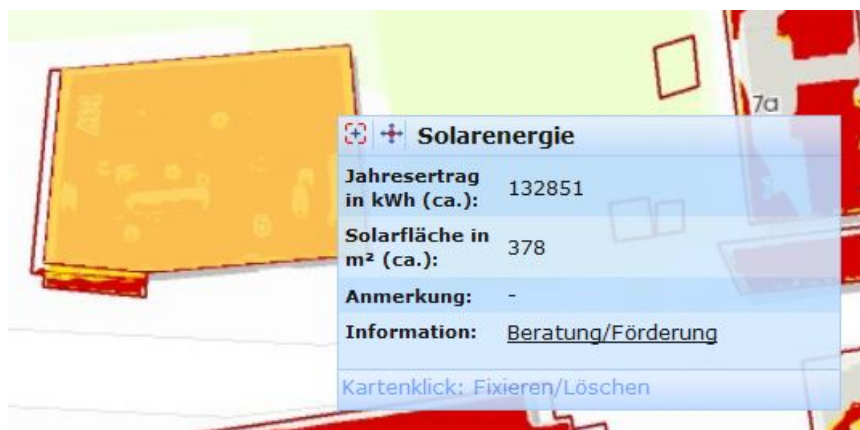 7a
Solarenergie
Jahresertrag
in kWh (ca.): 132851
Solarfläche in
m² (ca.): 378
Anmerkung: -
Information: Beratung/Förderung
Kartenklick: Fixieren/Löschen